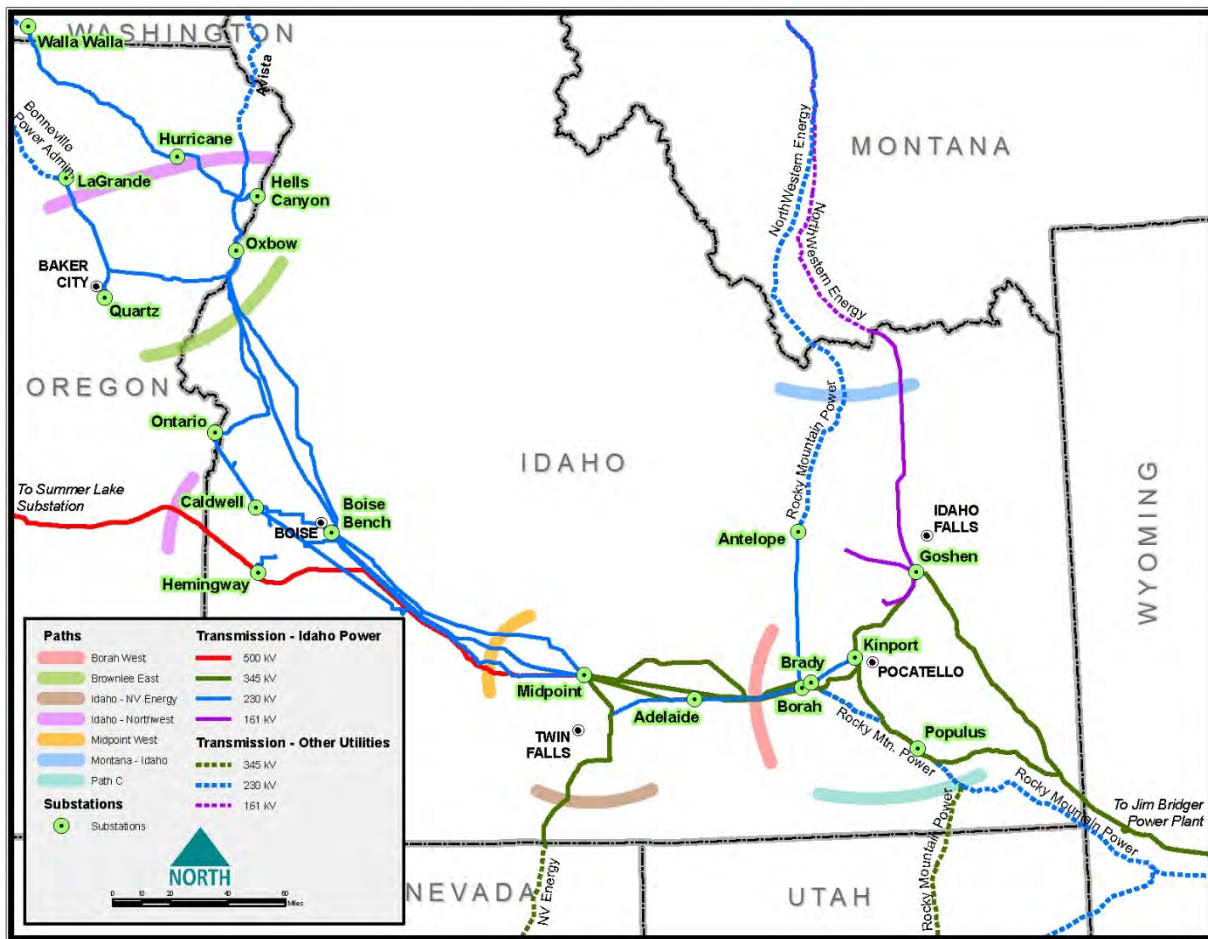 WASHINGTON
Walla Walla
Avista
Bonneville
Power Admin.
Hurricane
LaGrande
Hells
Canyon
Oxbow
BAKER
CITY
Quartz
OREGON
Ontario
To Summer Lake
Substation
Caldwell
BOISE
Boise
Bench
Hemingway
IDAHO
MONTANA
NorthWestern Energy
NorthWestern Energy
Rocky Mountain Power
Antelope
IDAHO
FALLS
Goshen
WYOMING
Kinport
POCATELLO
Brady
Borah
Midpoint
Adelaide
TWIN
FALLS
Populus
Rocky Mtn. Power
Rocky Mountain Power
Rocky Mountain Power
To Jim Bridger
Power Plant
NEVADA
NV Energy
UTAH
Paths
Borah West
Brownlee East
Idaho - NV Energy
Idaho - Northwest
Midpoint West
Montana - Idaho
Path C
Substations
Substations
Transmission - Idaho Power
500 kV
345 kV
230 kV
161 kV
Transmission - Other Utilities
345 kV
230 kV
161 kV
NORTH
0 10 20 40 60
Miles